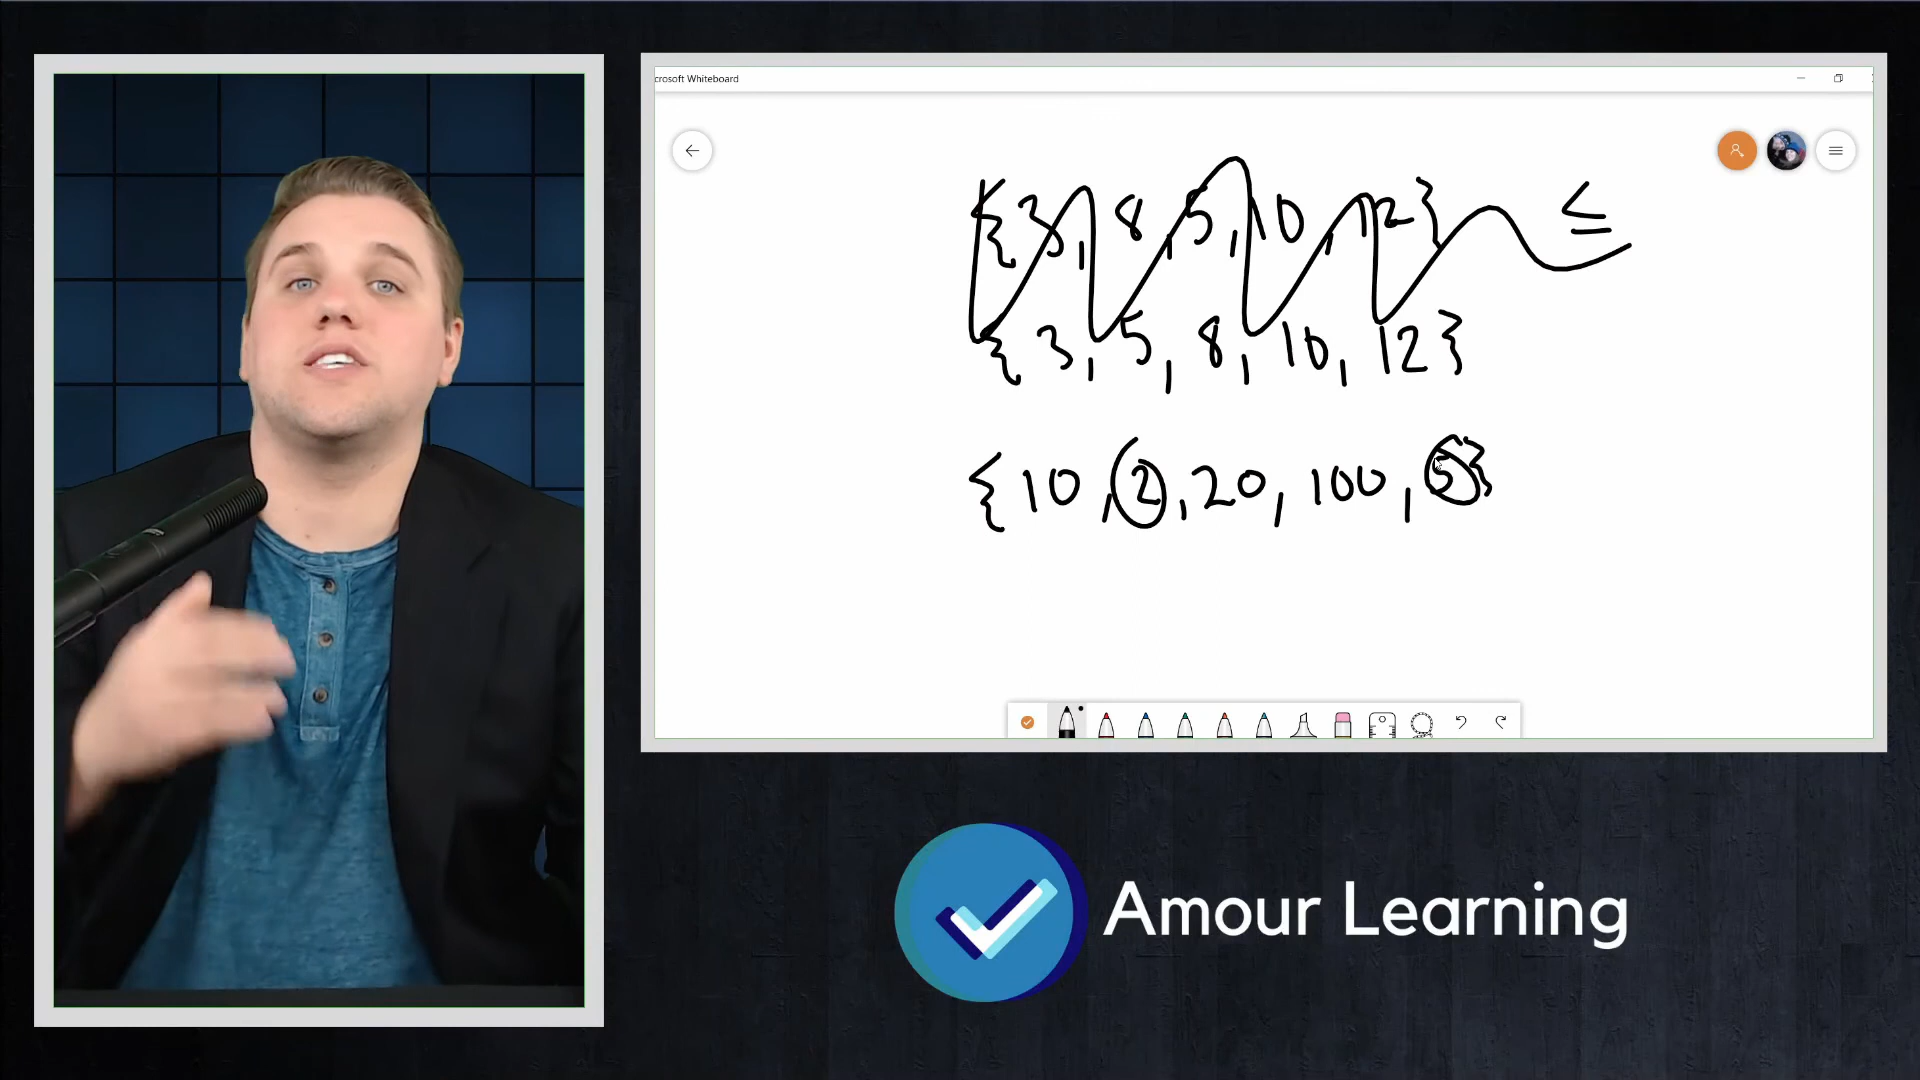 crosoft Whiteboard
{3, 8, 5, 10, 12} ≤
{3, 5, 8, 10, 12}
{10, 2, 20, 100, 5}
Amour Learning